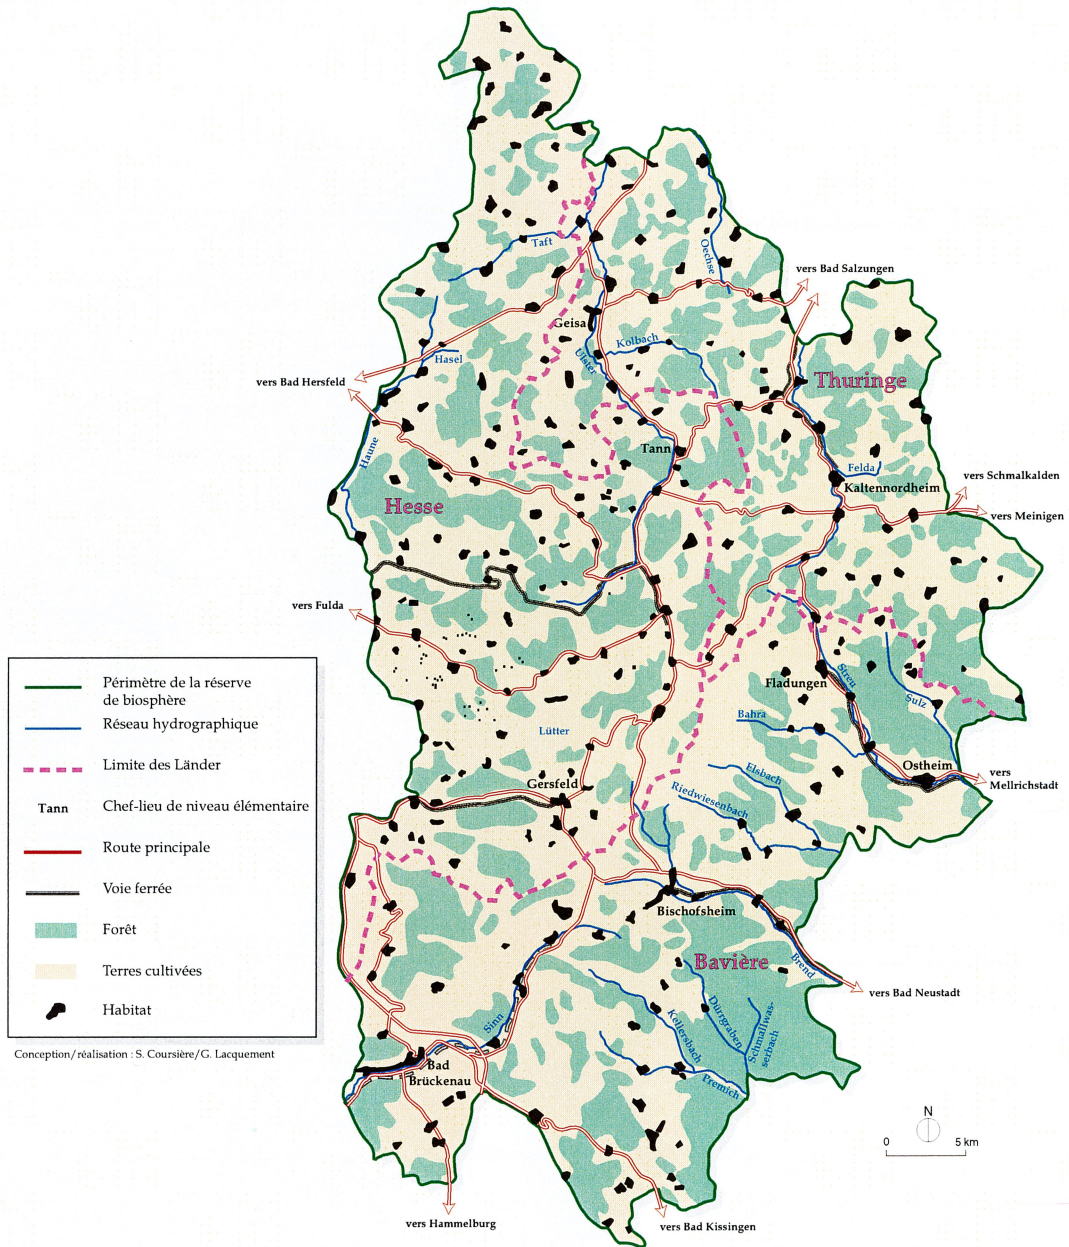 vers Bad Salzungen
Oechse
Taft
Geisa
Kolbach
Ulster
Hasel
vers Bad Hersfeld
Thuringe
Haune
Tann
Felda
Kaltennordheim
vers Schmalkalden
Hesse
vers Meinigen
vers Fulda
Streu
Fladungen
Sulz
Bahra
Lütter
Ostheim
vers
Mellrichstadt
Elsbach
Gersfeld
Riedwiesenbach
Bischofsheim
Bavière
Brend
vers Bad Neustadt
Sinn
Dürrgraben
Schmallwas-
serbach
Kellersbach
Premich
Bad
Brückenau
vers Hammelburg
vers Bad Kissingen
Périmètre de la réserve
de biosphère
Réseau hydrographique
Limite des Länder
Tann Chef-lieu de niveau élémentaire
Route principale
Voie ferrée
Forêt
Terres cultivées
Habitat
Conception/réalisation : S. Coursière/G. Lacquement
N
0 5 km